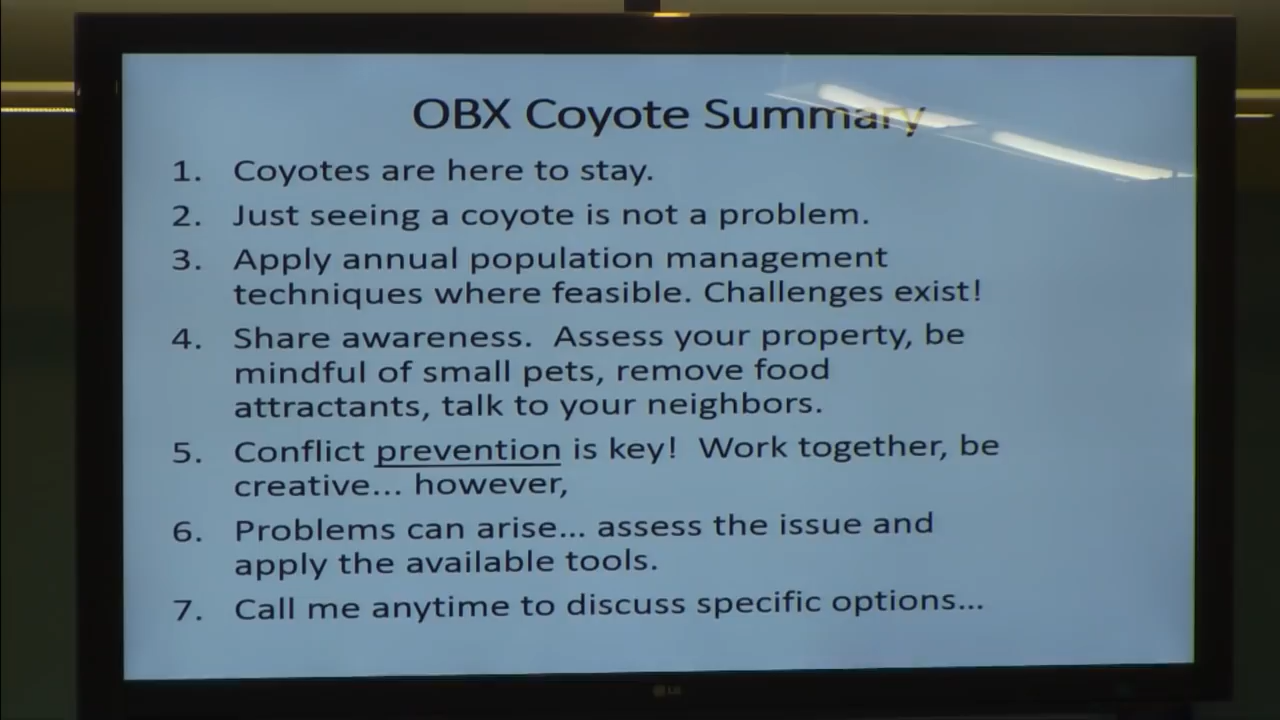 OBX Coyote Summary
1. Coyotes are here to stay.
2. Just seeing a coyote is not a problem.
3. Apply annual population management
techniques where feasible. Challenges exist!
4. Share awareness.  Assess your property, be
mindful of small pets, remove food
attractants, talk to your neighbors.
5. Conflict prevention is key!  Work together, be
creative... however,
6. Problems can arise... assess the issue and
apply the available tools.
7. Call me anytime to discuss specific options...
LG